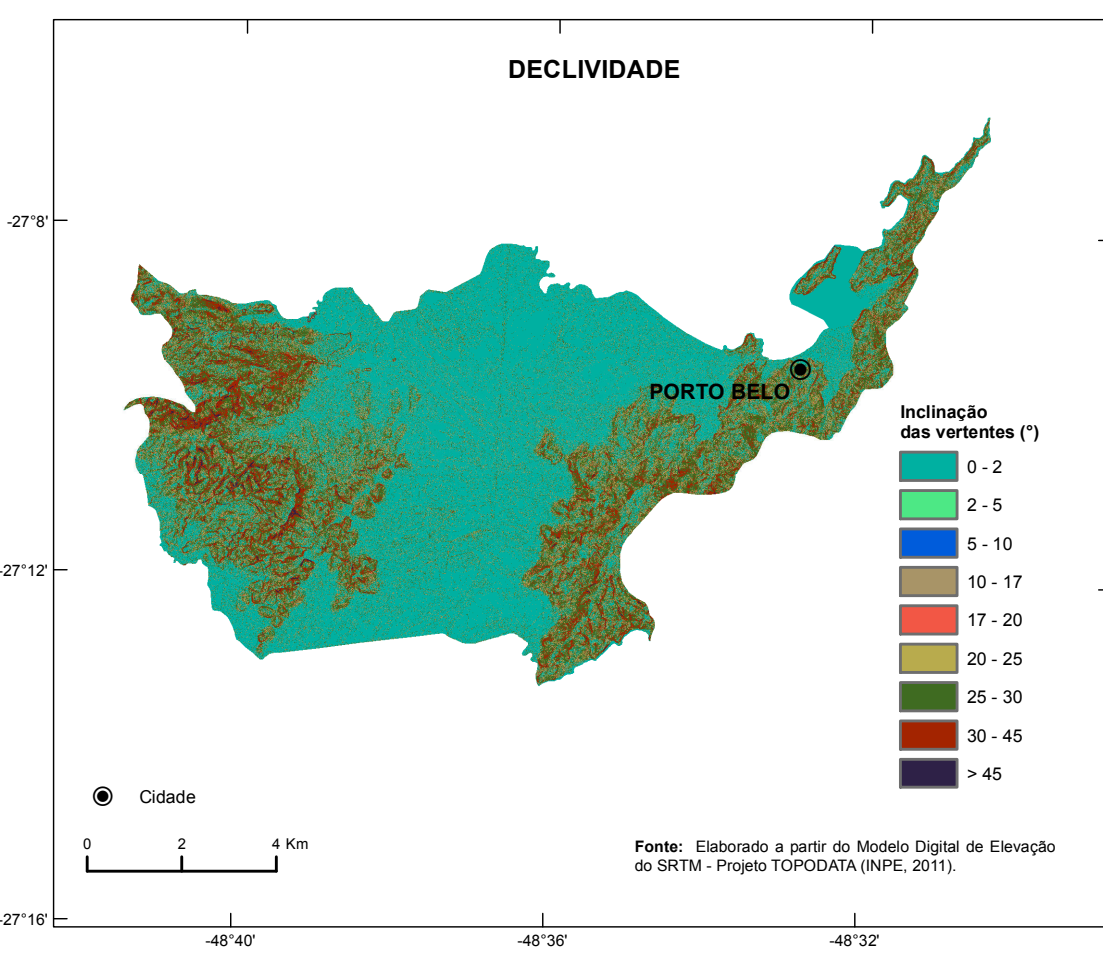 DECLIVIDADE
-27°8'
PORTO BELO
Inclinação
das vertentes (°)
0 - 2
2 - 5
5 - 10
10 - 17
17 - 20
20 - 25
25 - 30
30 - 45
> 45
-27°12'
Cidade
0 2 4 Km
Fonte: Elaborado a partir do Modelo Digital de Elevação
do SRTM - Projeto TOPODATA (INPE, 2011).
-27°16'
-48°40' -48°36' -48°32'